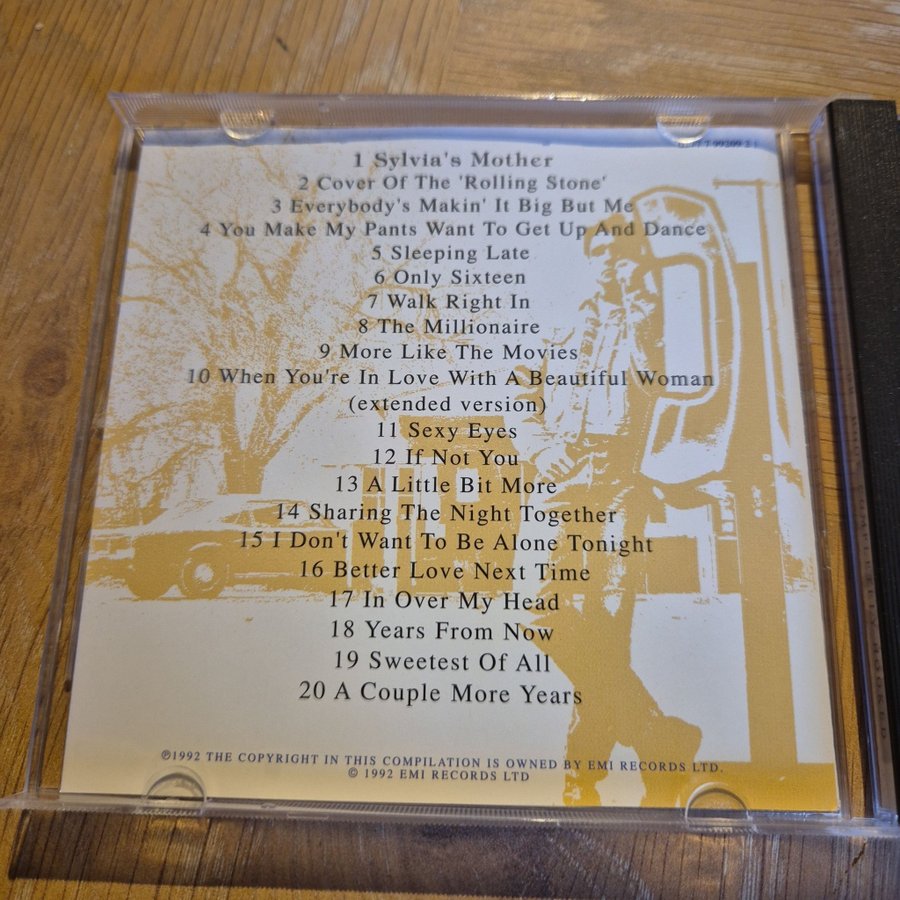 1 Sylvia's Mother
2 Cover Of The 'Rolling Stone'
3 Everybody's Makin' It Big But Me
4 You Make My Pants Want To Get Up And Dance
5 Sleeping Late
6 Only Sixteen
7 Walk Right In
8 The Millionaire
9 More Like The Movies
10 When You're In Love With A Beautiful Woman
(extended version)
11 Sexy Eyes
12 If Not You
13 A Little Bit More
14 Sharing The Night Together
15 I Don't Want To Be Alone Tonight
16 Better Love Next Time
17 In Over My Head
18 Years From Now
19 Sweetest Of All
20 A Couple More Years
℗1992 THE COPYRIGHT IN THIS COMPILATION IS OWNED BY EMI RECORDS LTD.
© 1992 EMI RECORDS LTD